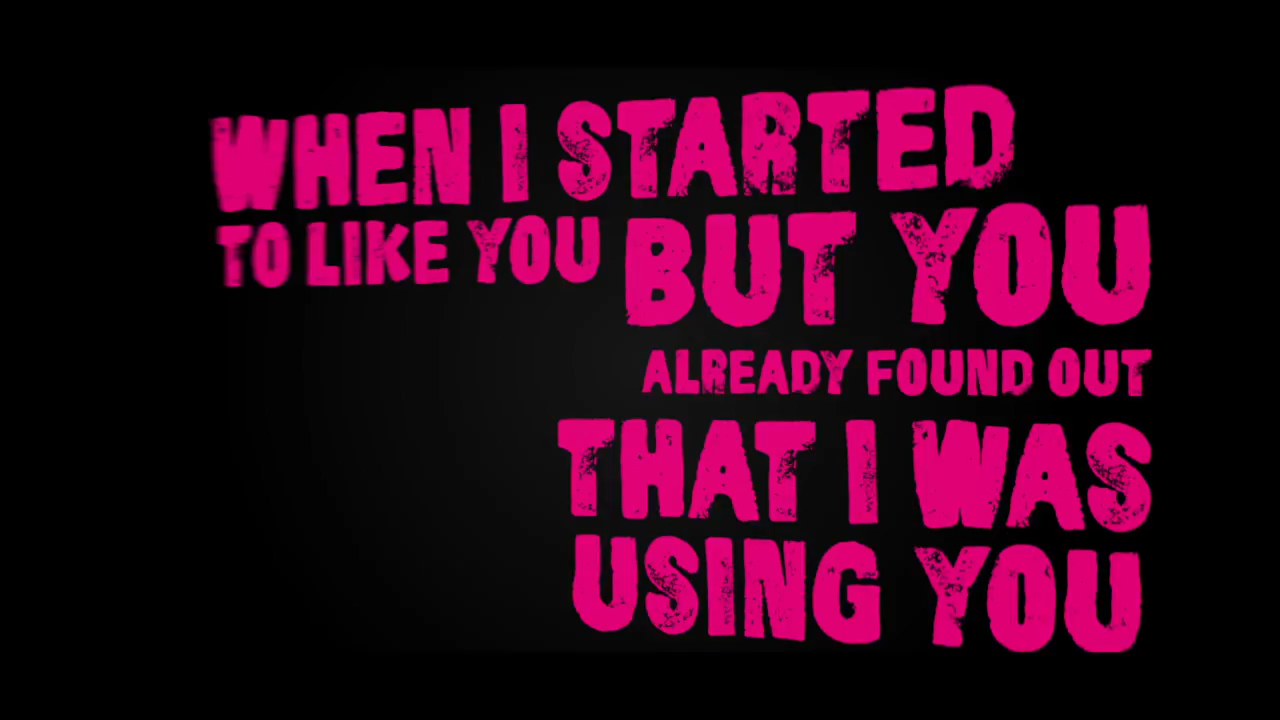 WHEN I STARTED
TO LIKE YOU BUT YOU
ALREADY FOUND OUT
THAT I WAS
USING YOU